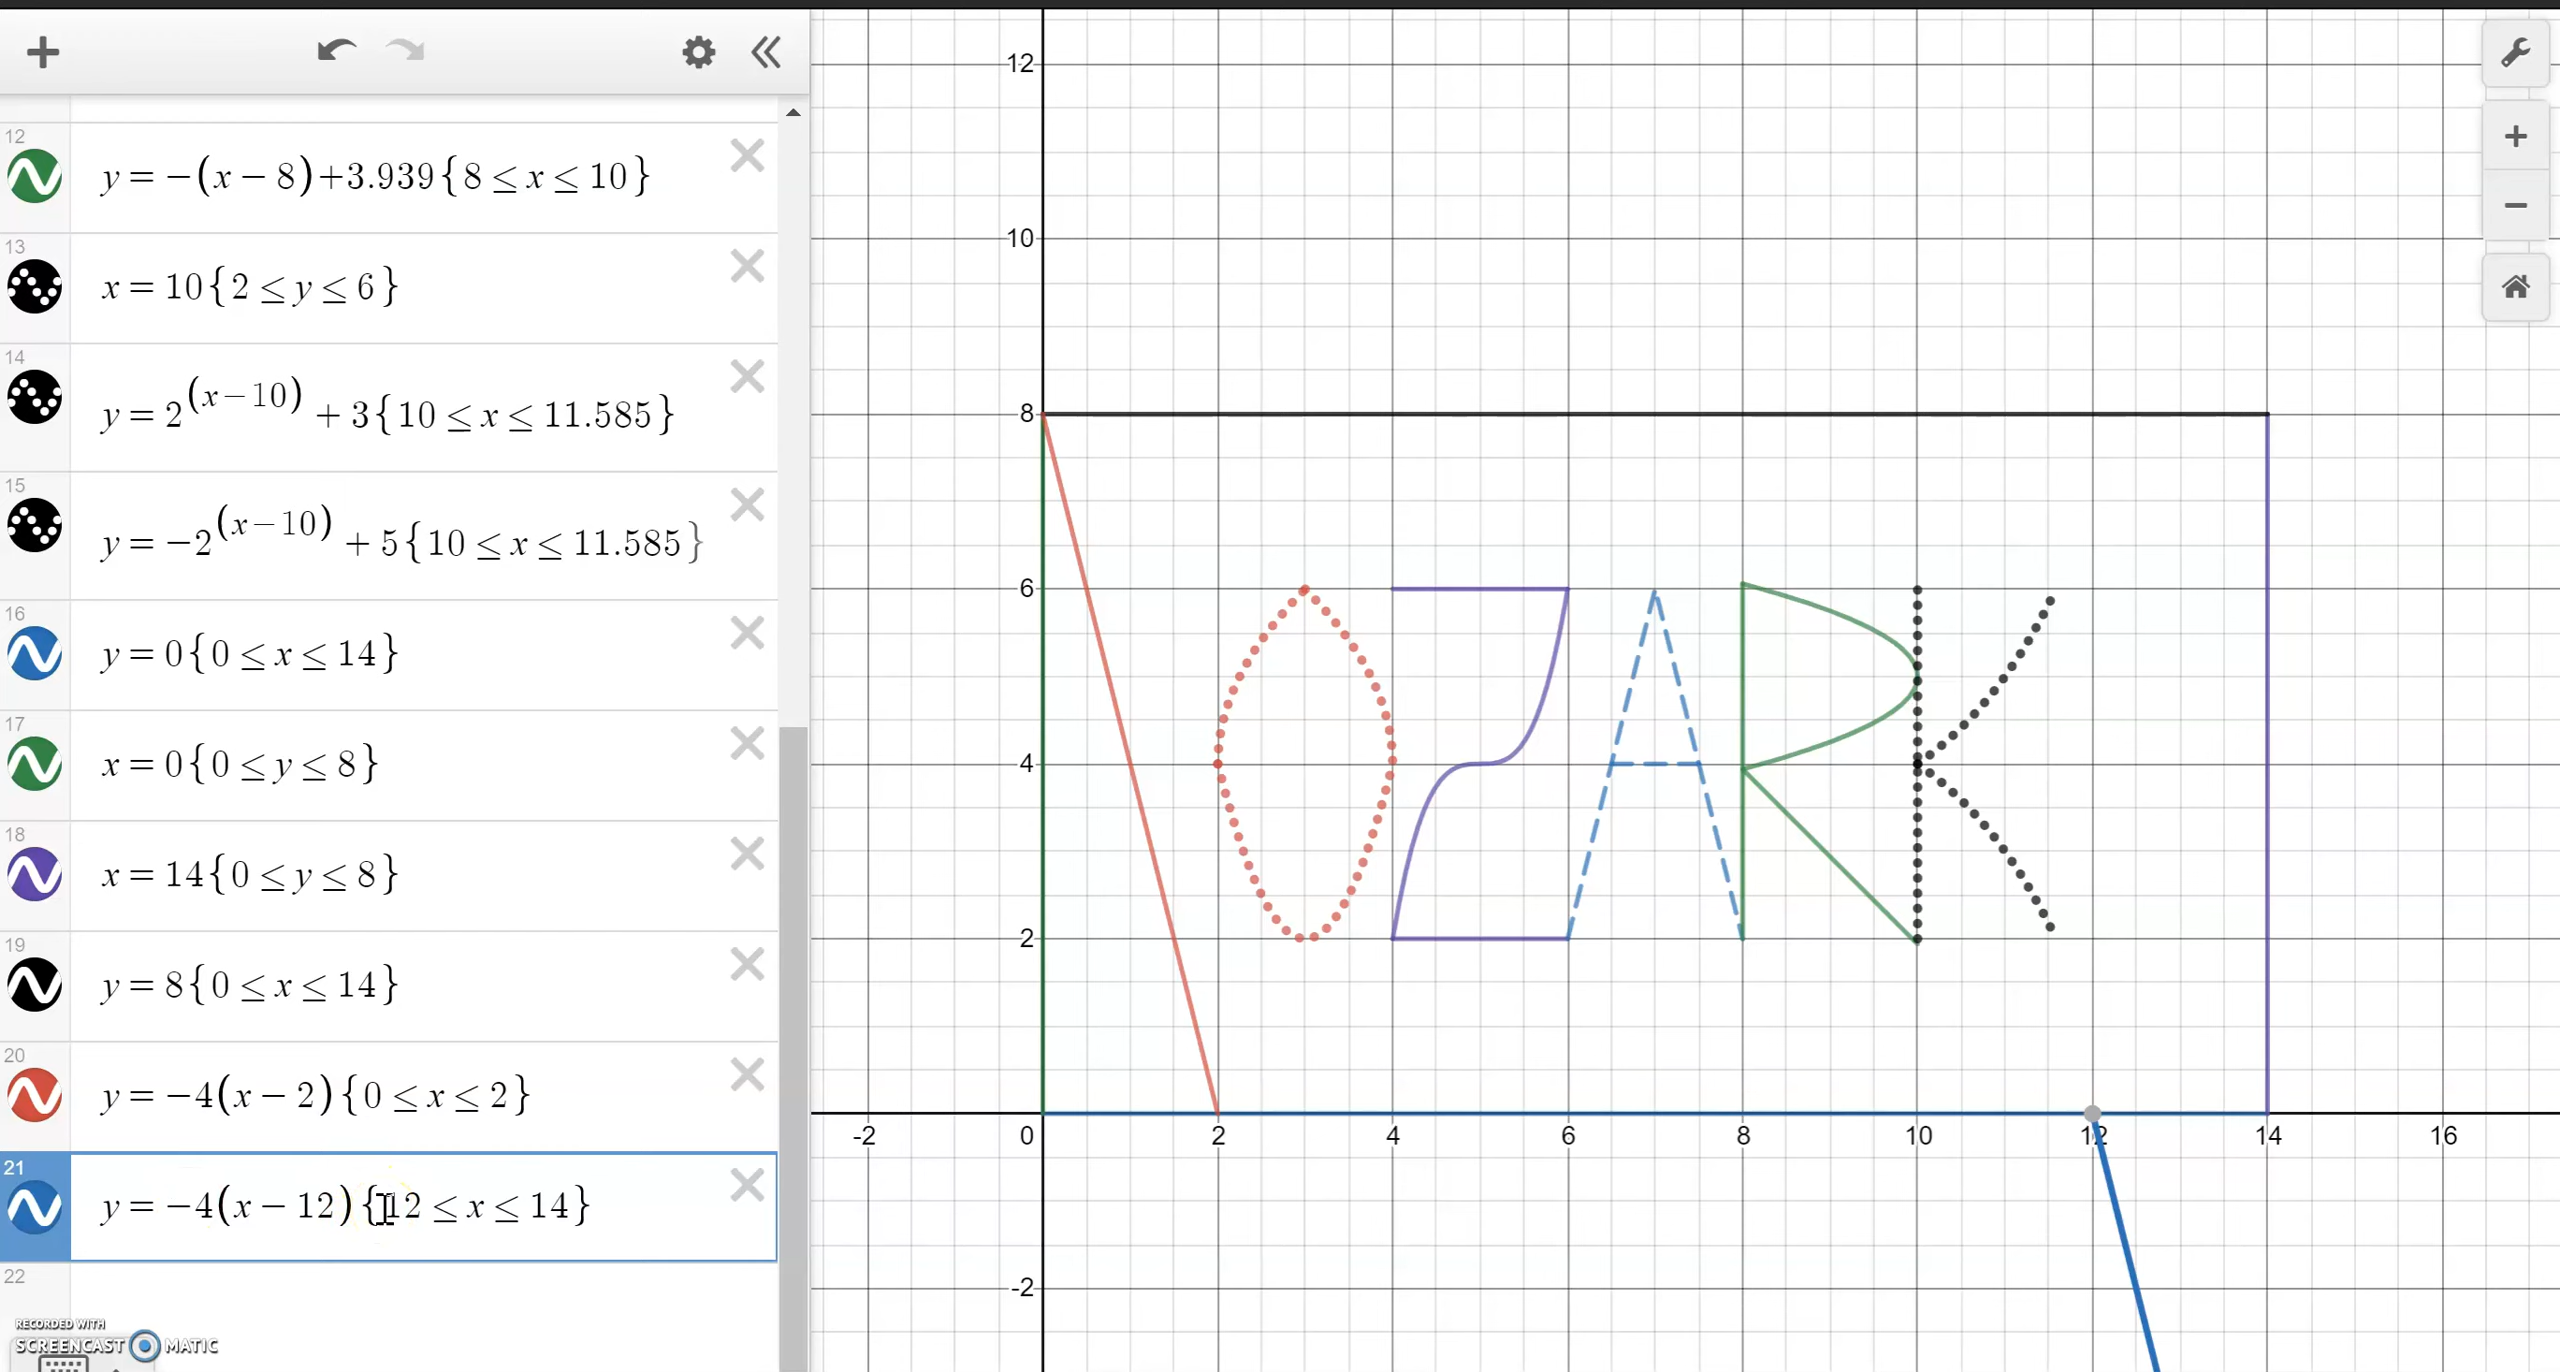 12
y = −(x − 8)+3.939{8 ≤ x ≤ 10}
13
x = 10{2 ≤ y ≤ 6}
14
y = 2^(x−10) + 3{10 ≤ x ≤ 11.585}
15
y = −2^(x−10) + 5{10 ≤ x ≤ 11.585}
16
y = 0{0 ≤ x ≤ 14}
17
x = 0{0 ≤ y ≤ 8}
18
x = 14{0 ≤ y ≤ 8}
19
y = 8{0 ≤ x ≤ 14}
20
y = −4(x − 2){0 ≤ x ≤ 2}
21
y = −4(x − 12){12 ≤ x ≤ 14}
22
RECORDED WITH
SCREENCAST MATIC
12
10
8
6
4
2
-2 0 2 4 6 8 10 12 14 16
-2
OZARK